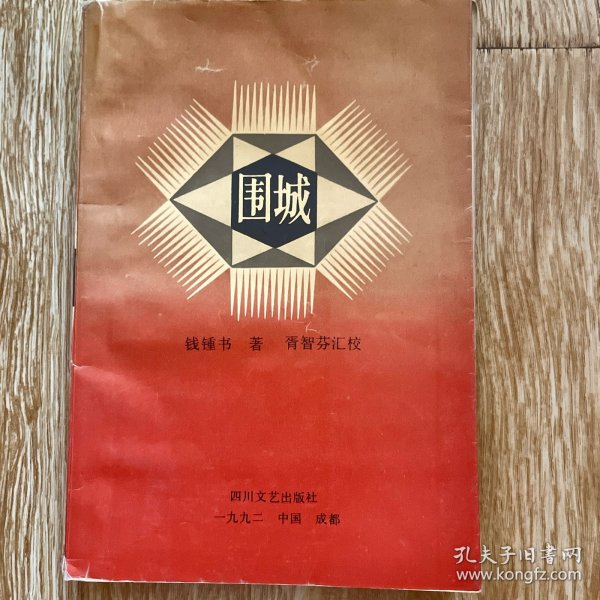 围城
钱锺书 著 胥智芬汇校
四川文艺出版社
一九九二 中国 成都
孔夫子旧书网
www.kongfz.com